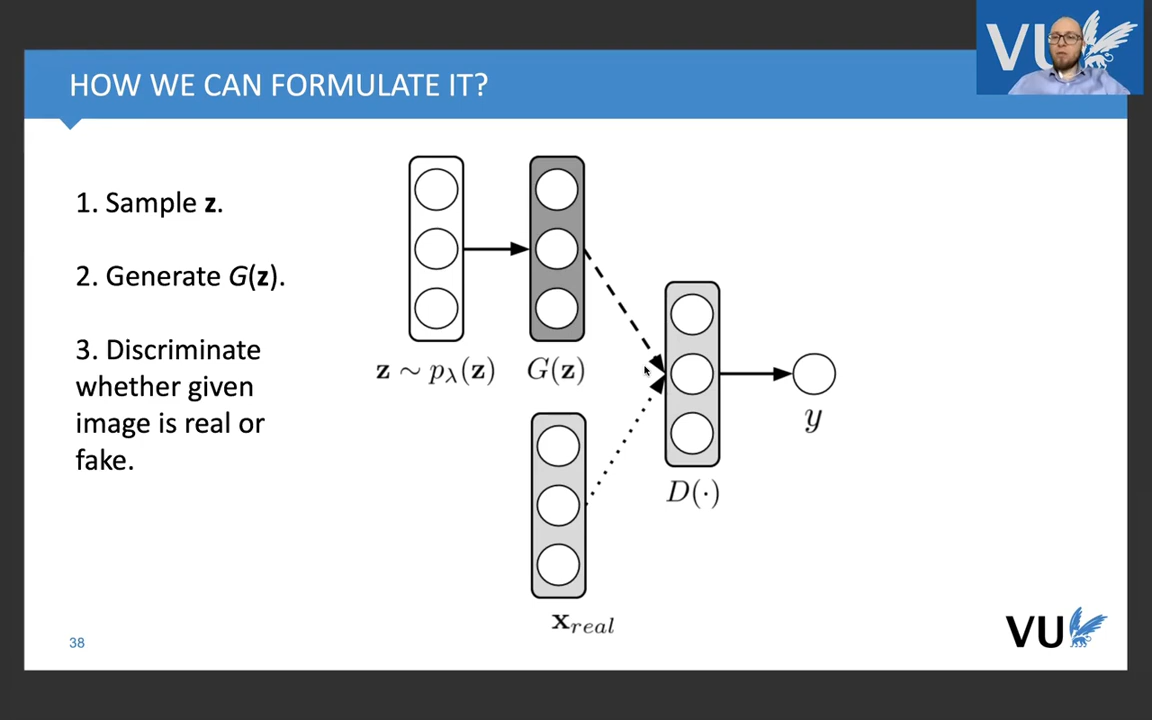 HOW WE CAN FORMULATE IT?
VU
1. Sample z.
2. Generate G(z).
3. Discriminate
whether given
image is real or
fake.
z ∼ pλ(z)
G(z)
D(·)
y
xreal
38
VU